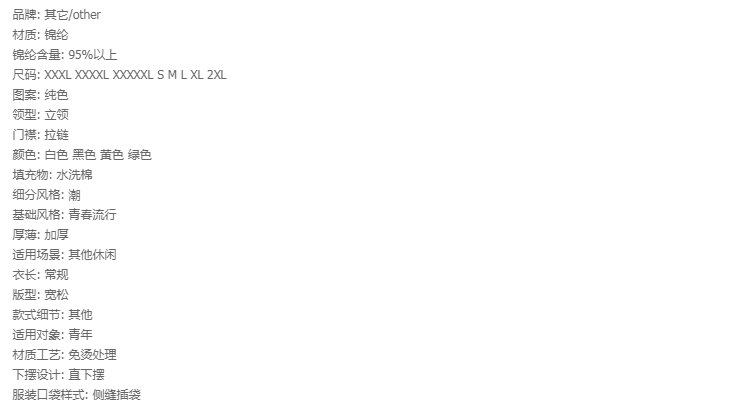 品牌: 其它/other
材质: 锦纶
锦纶含量: 95%以上
尺码: XXXL XXXXL XXXXXL S M L XL 2XL
图案: 纯色
领型: 立领
门襟: 拉链
颜色: 白色 黑色 黄色 绿色
填充物: 水洗棉
细分风格: 潮
基础风格: 青春流行
厚薄: 加厚
适用场景: 其他休闲
衣长: 常规
版型: 宽松
款式细节: 其他
适用对象: 青年
材质工艺: 免烫处理
下摆设计: 直下摆
服装口袋样式: 侧缝插袋